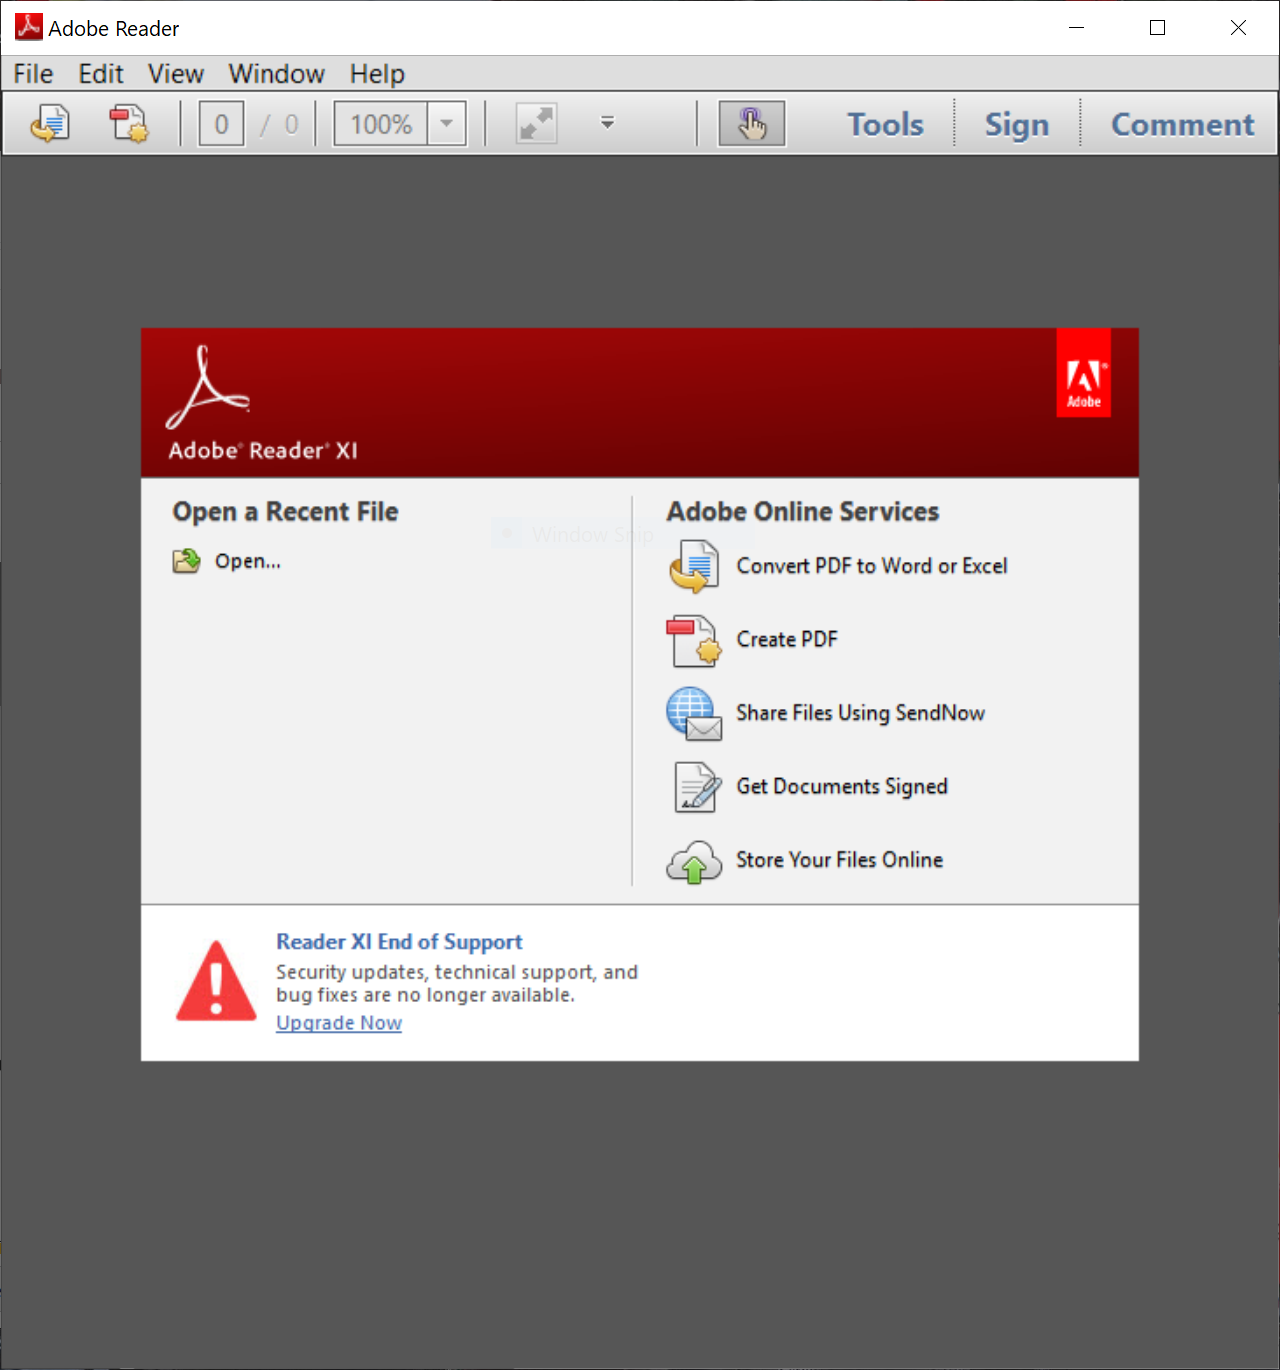 Adobe Reader
File Edit View Window Help
0 / 0 100% Tools Sign Comment
Adobe
Adobe® Reader® XI
Open a Recent File
Open...
Adobe Online Services
Window Snip
Convert PDF to Word or Excel
Create PDF
Share Files Using SendNow
Get Documents Signed
Store Your Files Online
Reader XI End of Support
Security updates, technical support, and
bug fixes are no longer available.
Upgrade Now